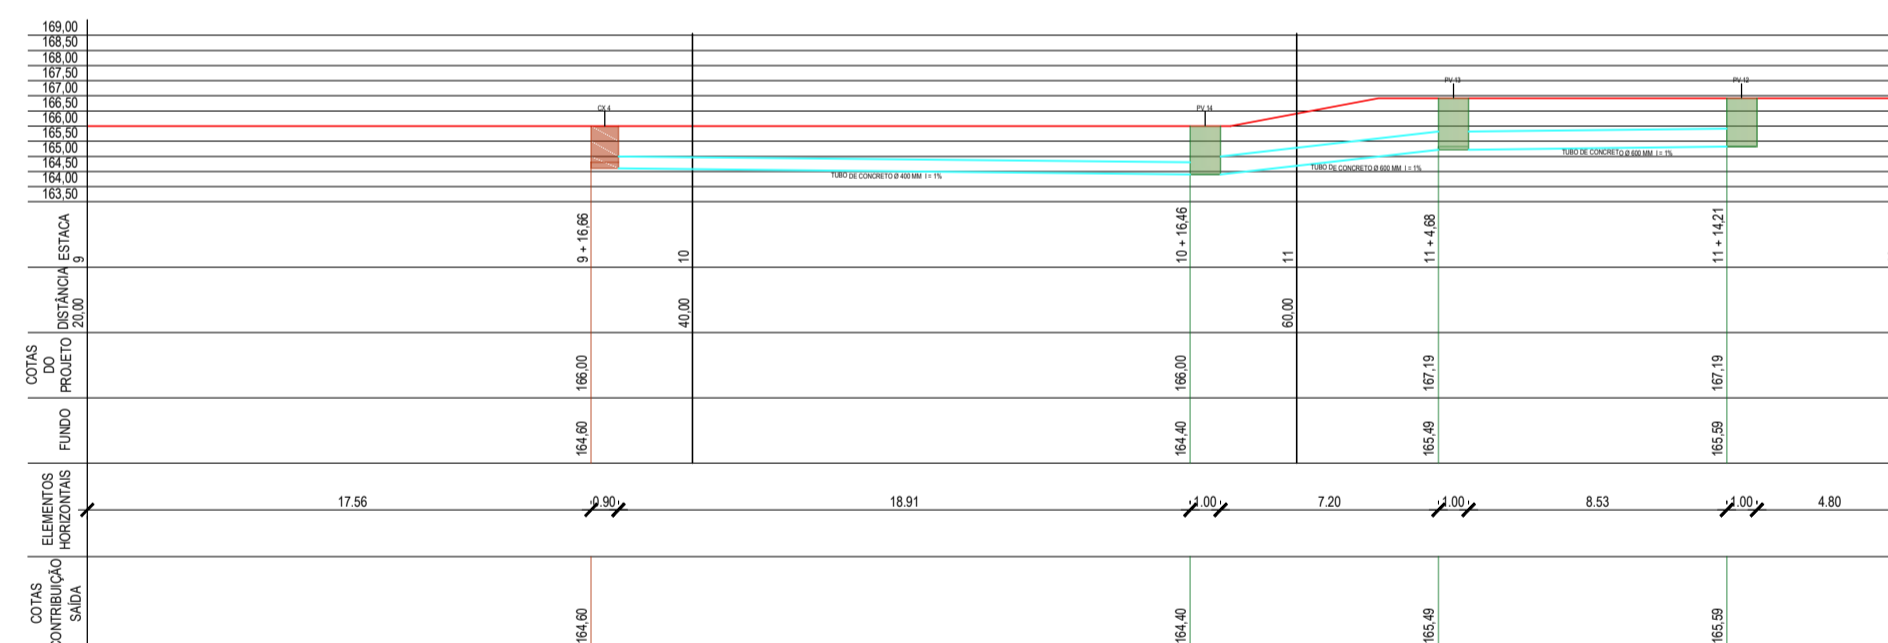 169,00
168,50
168,00
167,50
167,00
166,50
166,00
165,50
165,00
164,50
164,00
163,50
CX 4
PV 14
PV 13
PV 12
TUBO DE CONCRETO Ø 400 MM I = 1%
TUBO DE CONCRETO Ø 600 MM I = 1%
TUBO DE CONCRETO Ø 600 MM I = 1%
ESTACA
9
9 + 16,66
10
10 + 16,46
11
11 + 4,68
11 + 14,21
DISTÂNCIA
20,00
40,00
60,00
COTAS
DO
PROJETO
166,00
166,00
167,19
167,19
FUNDO
164,60
164,40
165,49
165,59
ELEMENTOS
HORIZONTAIS
17.56
0.90
18.91
1.00
7.20
1.00
8.53
1.00
4.80
COTAS
CONTRIBUIÇÃO
SAÍDA
164,60
164,40
165,49
165,59